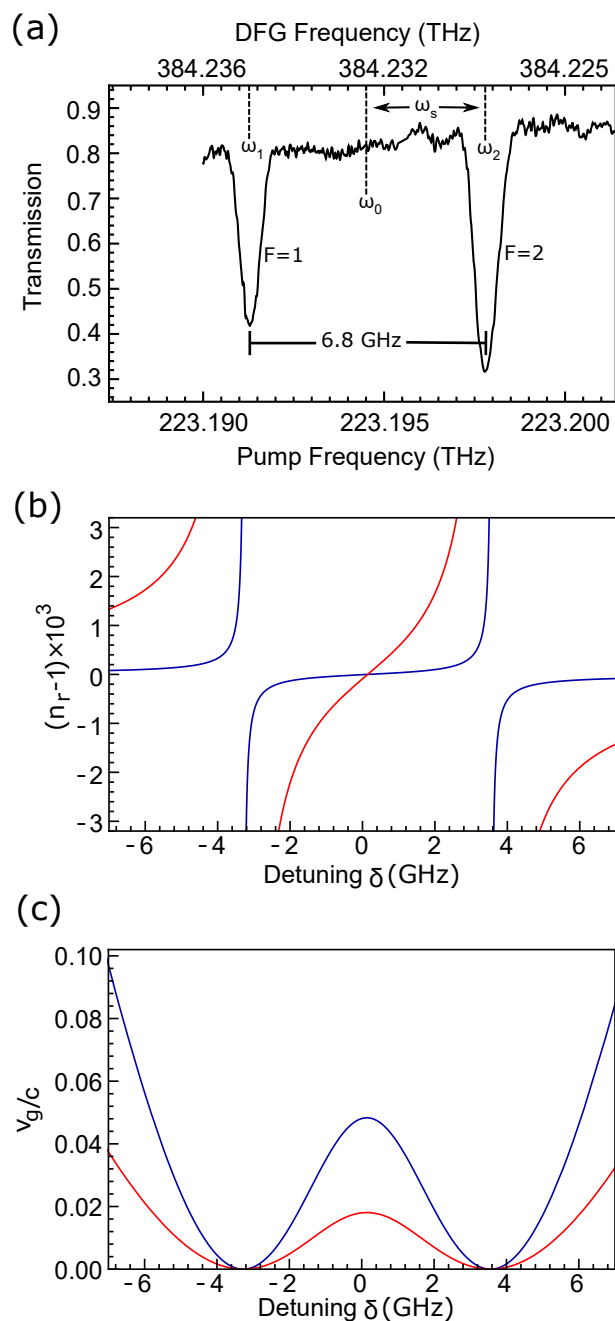 (a)
DFG Frequency (THz)
384.236 384.232 384.225
0.9
0.8
0.7
0.6
0.5
0.4
0.3
Transmission
ω1
ω0
ωs
ω2
F=1
F=2
6.8 GHz
223.190 223.195 223.200
Pump Frequency (THz)
(b)
3
2
1
0
-1
-2
-3
(nr-1)×10³
-6 -4 -2 0 2 4 6
Detuning δ(GHz)
(c)
0.10
0.08
0.06
0.04
0.02
0.00
vg/c
-6 -4 -2 0 2 4 6
Detuning δ(GHz)